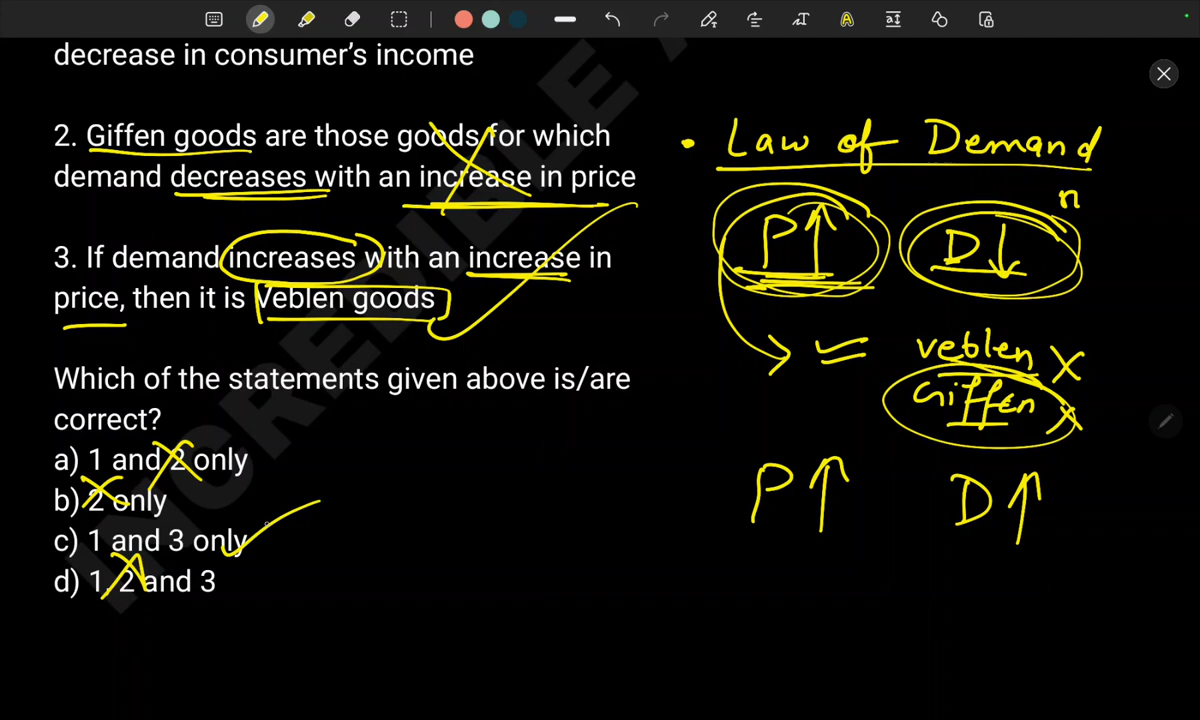 decrease in consumer's income
2. Giffen goods are those goods for which
demand decreases with an increase in price
3. If demand increases with an increase in
price, then it is Veblen goods
Which of the statements given above is/are
correct?
a) 1 and 2 only
b) 2 only
c) 1 and 3 only
d) 1, 2 and 3
• Law of Demand
n
P↑ D↓
veblen X
Giffen X
P↑ D↑
INCREDIBLE A